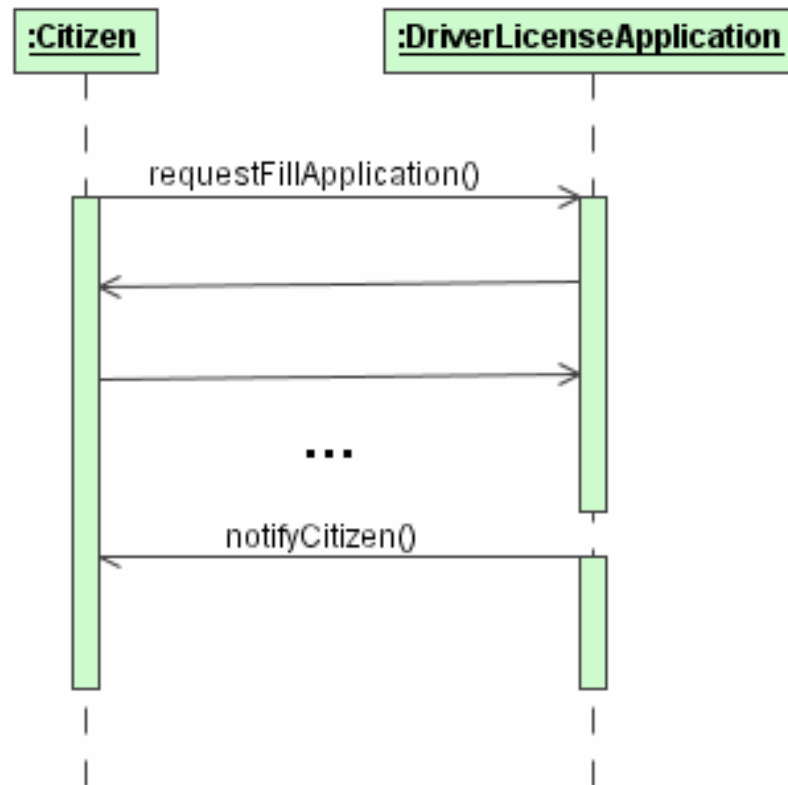 :Citizen
:DriverLicenseApplication
requestFillApplication()
...
notifyCitizen()